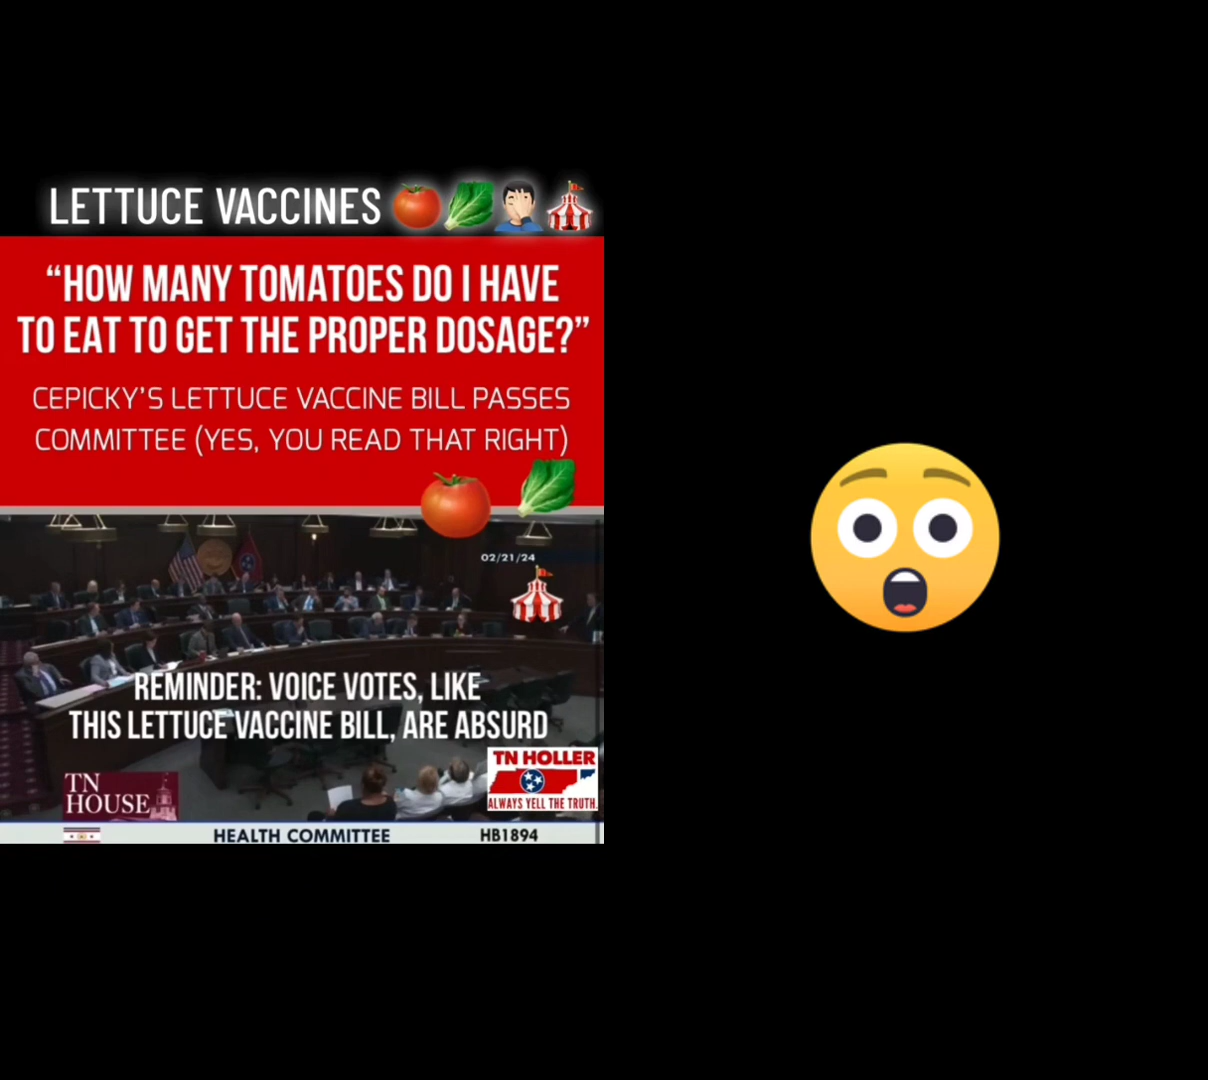 LETTUCE VACCINES
“HOW MANY TOMATOES DO I HAVE
TO EAT TO GET THE PROPER DOSAGE?”
CEPICKY’S LETTUCE VACCINE BILL PASSES
COMMITTEE (YES, YOU READ THAT RIGHT)
02/21/24
REMINDER: VOICE VOTES, LIKE
THIS LETTUCE VACCINE BILL, ARE ABSURD
TN HOLLER
ALWAYS YELL THE TRUTH.
TN
HOUSE
HEALTH COMMITTEE
HB1894